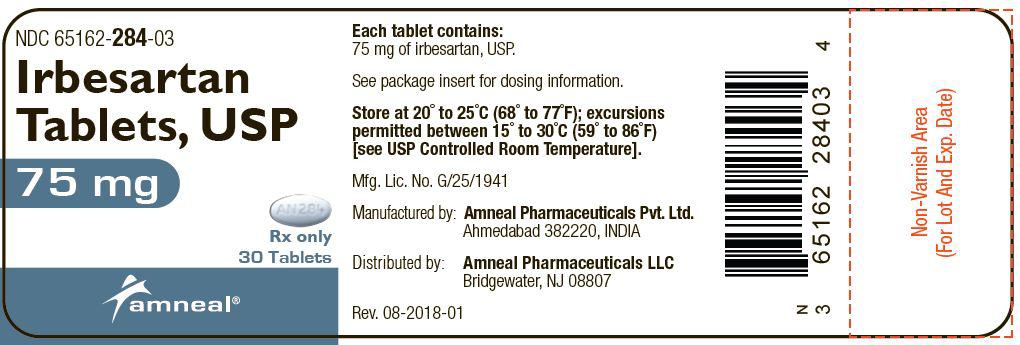 NDC 65162-284-03
Irbesartan
Tablets, USP
75 mg
AN284
Rx only
30 Tablets
amneal®
Each tablet contains:
75 mg of irbesartan, USP.
See package insert for dosing information.
Store at 20° to 25°C (68° to 77°F); excursions
permitted between 15° to 30°C (59° to 86°F)
[see USP Controlled Room Temperature].
Mfg. Lic. No. G/25/1941
Manufactured by: Amneal Pharmaceuticals Pvt. Ltd.
Ahmedabad 382220, INDIA
Distributed by: Amneal Pharmaceuticals LLC
Bridgewater, NJ 08807
Rev. 08-2018-01
N
3 65162 28403 4
Non-Varnish Area
(For Lot And Exp. Date)